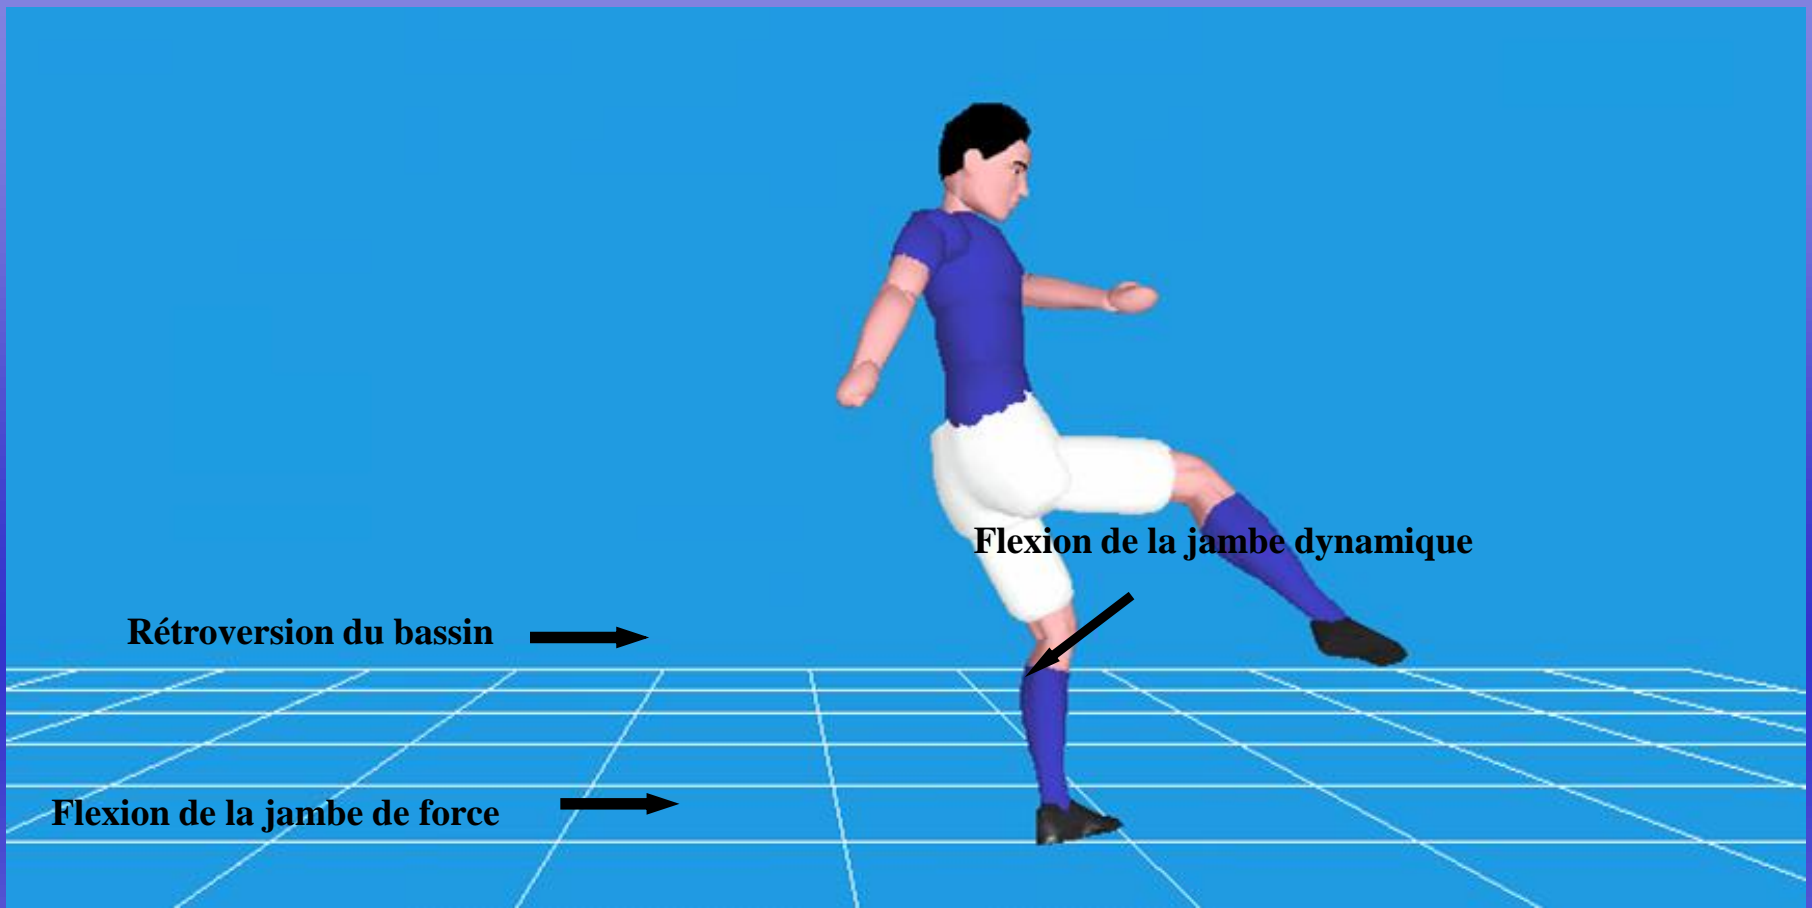 Flexion de la jambe dynamique
Rétroversion du bassin
Flexion de la jambe de force